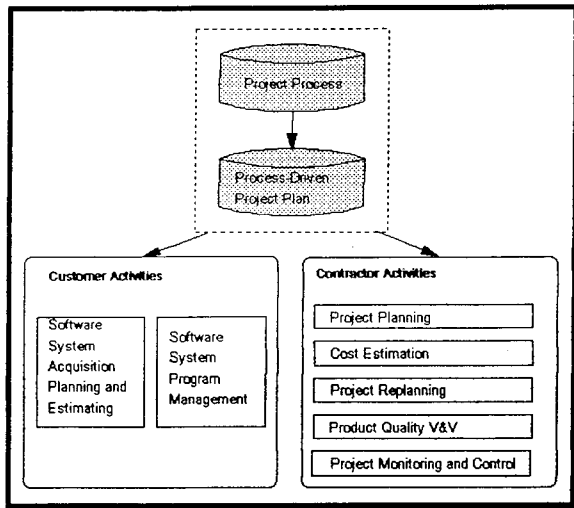 Project Process
Process-Driven
Project Plan
Customer Activities
Software
System
Acquisition
Planning and
Estimating
Software
System
Program
Management
Contractor Activities
Project Planning
Cost Estimation
Project Replanning
Product Quality V&V
Project Monitoring and Control